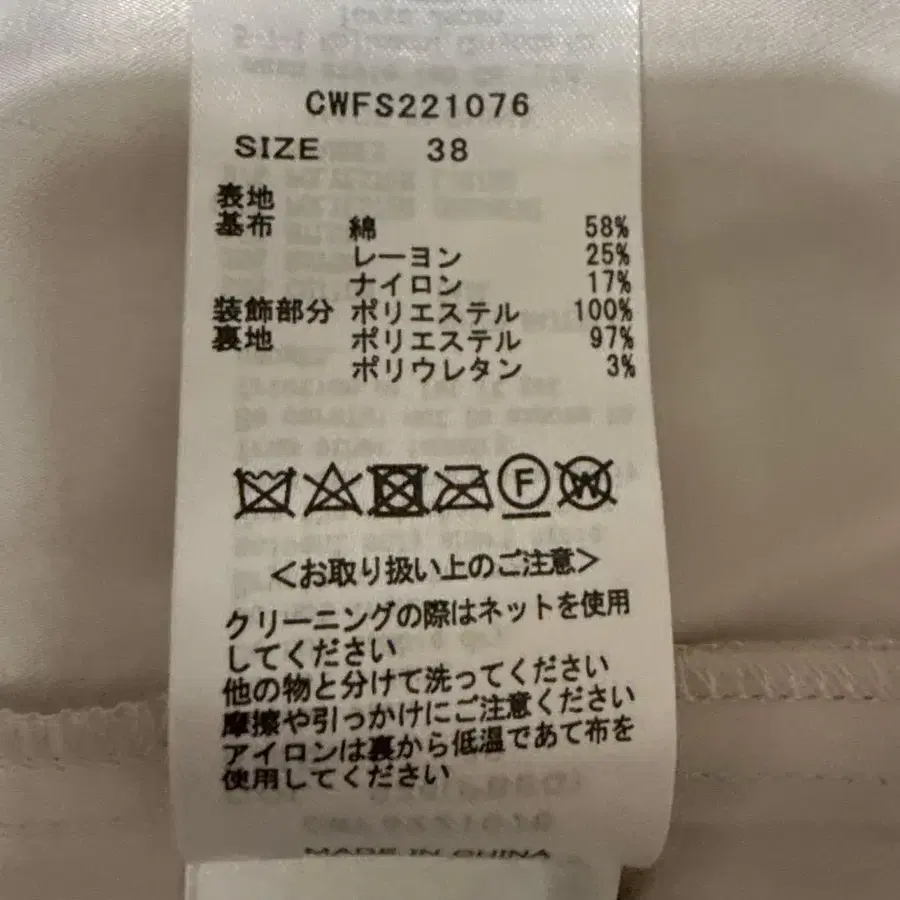 CWFS221076
SIZE 38
表地
基布 綿 58%
レーヨン 25%
ナイロン 17%
装飾部分 ポリエステル 100%
裏地 ポリエステル 97%
ポリウレタン 3%
F W
<お取り扱い上のご注意>
クリーニングの際はネットを使用
してください
他の物と分けて洗ってください
摩擦や引っかけにご注意ください
アイロンは裏から低温であて布を
使用してください
MADE IN CHINA